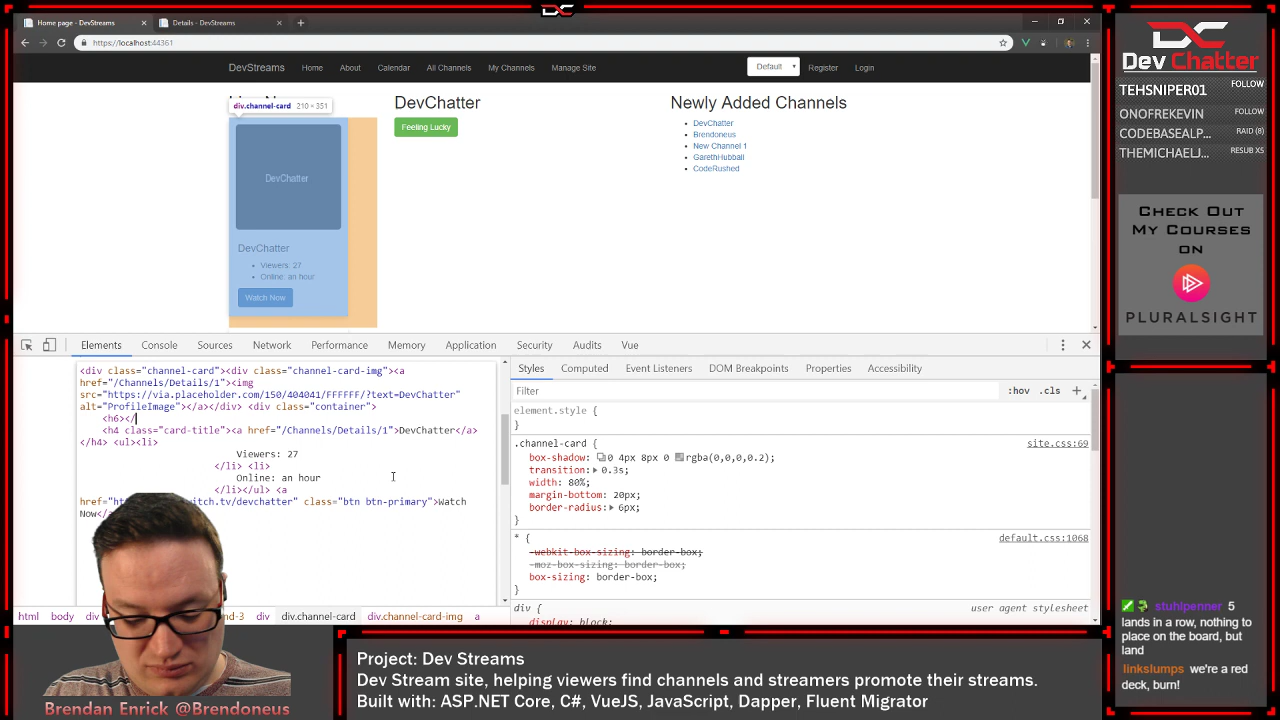 DC
Home page - DevStreams
Details - DevStreams
https://localhost:44361
DevStreams Home About Calendar All Channels My Channels Manage Site Default Register Login
div.channel-card 210 × 351
DevChatter
Feeling Lucky
Newly Added Channels
DevChatter
Brendoneus
New Channel 1
GarethHubball
CodeRushed
DevChatter
DevChatter
Viewers: 27
Online: an hour
Watch Now
Elements Console Sources Network Performance Memory Application Security Audits Vue
<div class="channel-card"><div class="channel-card-img"><a
href="/Channels/Details/1"><img
src="https://via.placeholder.com/150/404041/FFFFFF/?text=DevChatter"
alt="ProfileImage"></a></div> <div class="container">
<h6></
<h4 class="card-title"><a href="/Channels/Details/1">DevChatter</a>
</h4> <ul><li>
Viewers: 27
</li> <li>
Online: an hour
</li></ul> <a
class="btn btn-primary">Watch
Now</a
html body div div div.channel-card div.channel-card-img a
Styles Computed Event Listeners DOM Breakpoints Properties Accessibility
Filter :hov .cls +
element.style {
}
.channel-card { site.css:69
box-shadow: 0 4px 8px 0 rgba(0,0,0,0.2);
transition: 0.3s;
width: 80%;
margin-bottom: 20px;
border-radius: 6px;
}
* { default.css:1068
-webkit-box-sizing: border-box;
-moz-box-sizing: border-box;
box-sizing: border-box;
}
div { user agent stylesheet
display: block;
Dev Chatter
TEHSNIPER01 FOLLOW
ONOFREKEVIN FOLLOW
CODEBASEALP... RAID (8)
THEMICHAELJ... RESUB X5
CHECK OUT
MY COURSES
ON
PLURALSIGHT
stuhlpenner 5
lands in a row, nothing to
place on the board, but
land
linkslumps we're a red
deck, burn!
Brendan Enrick @Brendoneus
Project: Dev Streams
Dev Stream site, helping viewers find channels and streamers promote their streams.
Built with: ASP.NET Core, C#, VueJS, JavaScript, Dapper, Fluent Migrator